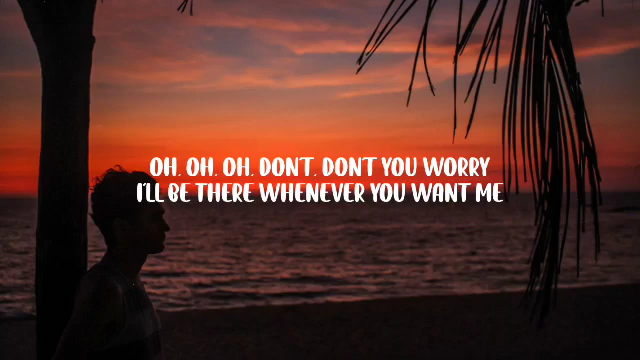 OH, OH, OH, DON'T, DON'T YOU WORRY
I'LL BE THERE WHENEVER YOU WANT ME